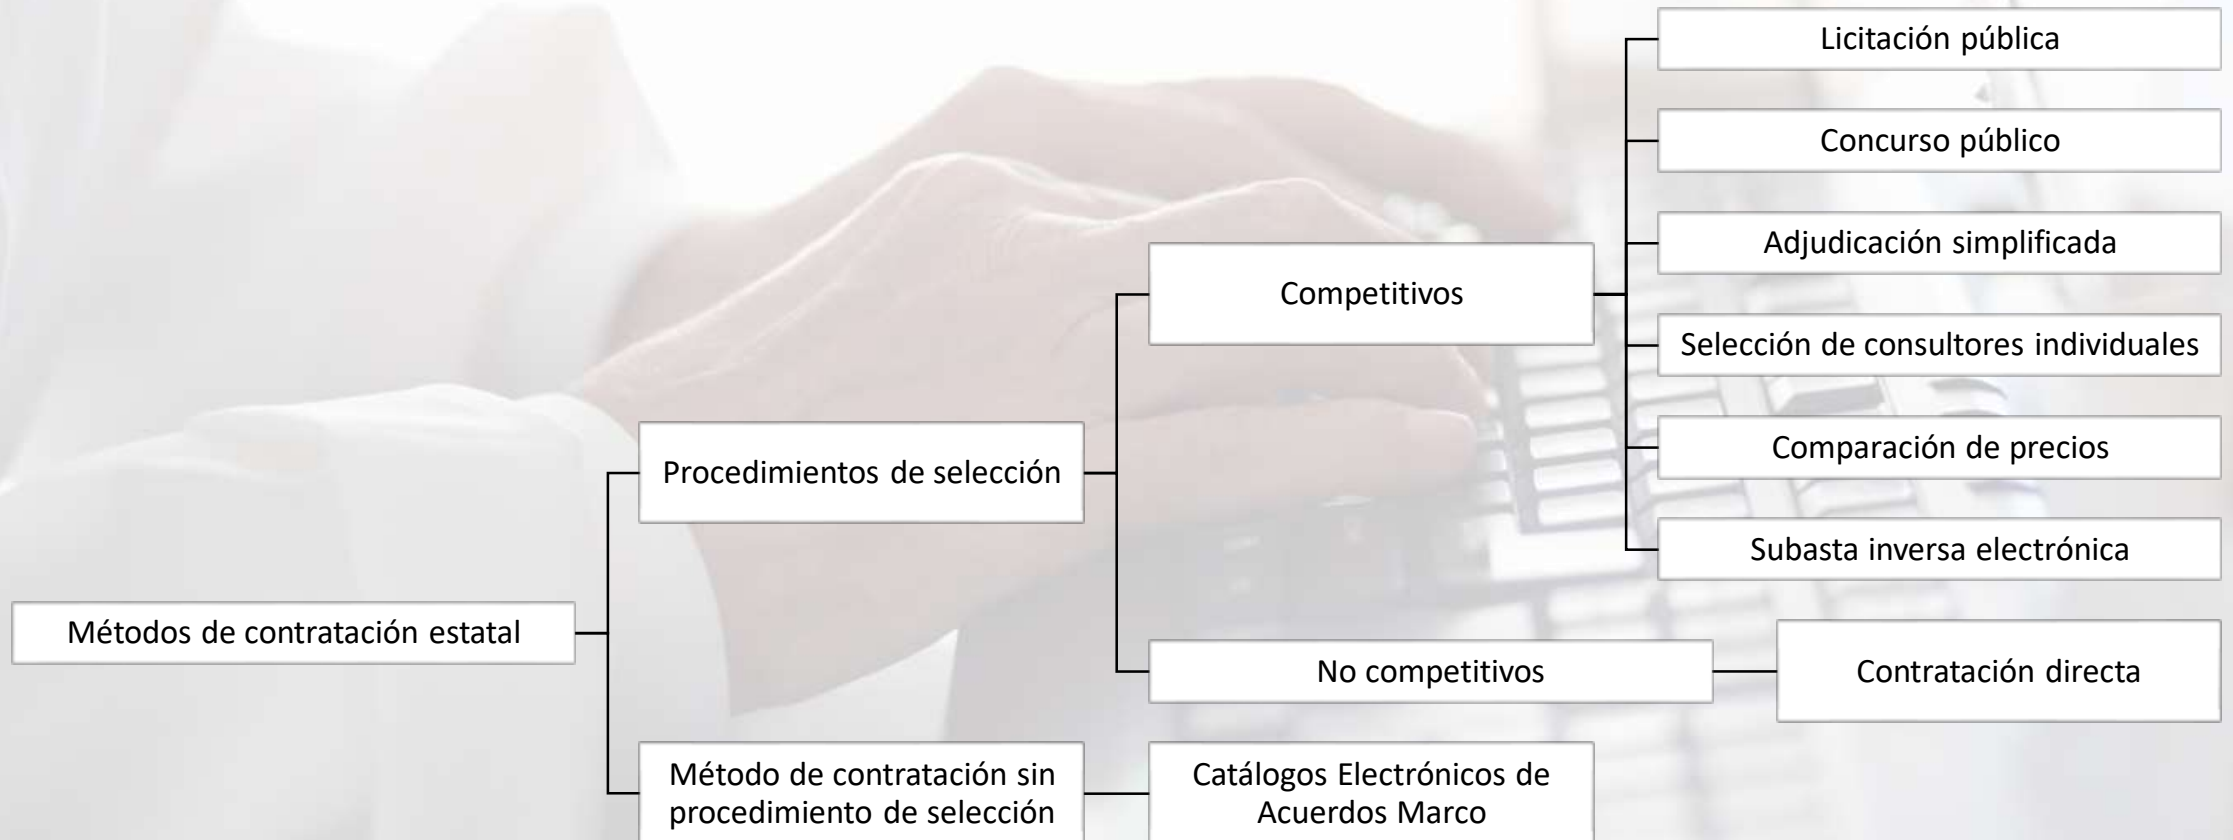 Métodos de contratación estatal
Procedimientos de selección
Competitivos
Licitación pública
Concurso público
Adjudicación simplificada
Selección de consultores individuales
Comparación de precios
Subasta inversa electrónica
No competitivos
Contratación directa
Método de contratación sin
procedimiento de selección
Catálogos Electrónicos de
Acuerdos Marco